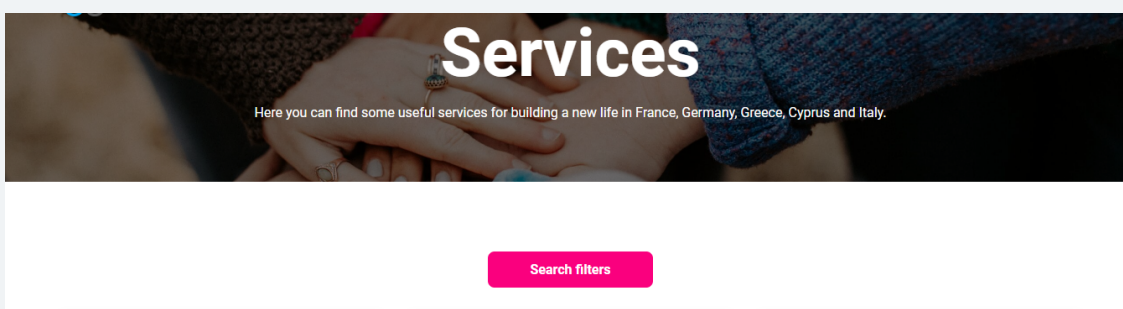 Services
Here you can find some useful services for building a new life in France, Germany, Greece, Cyprus and Italy.
Search filters